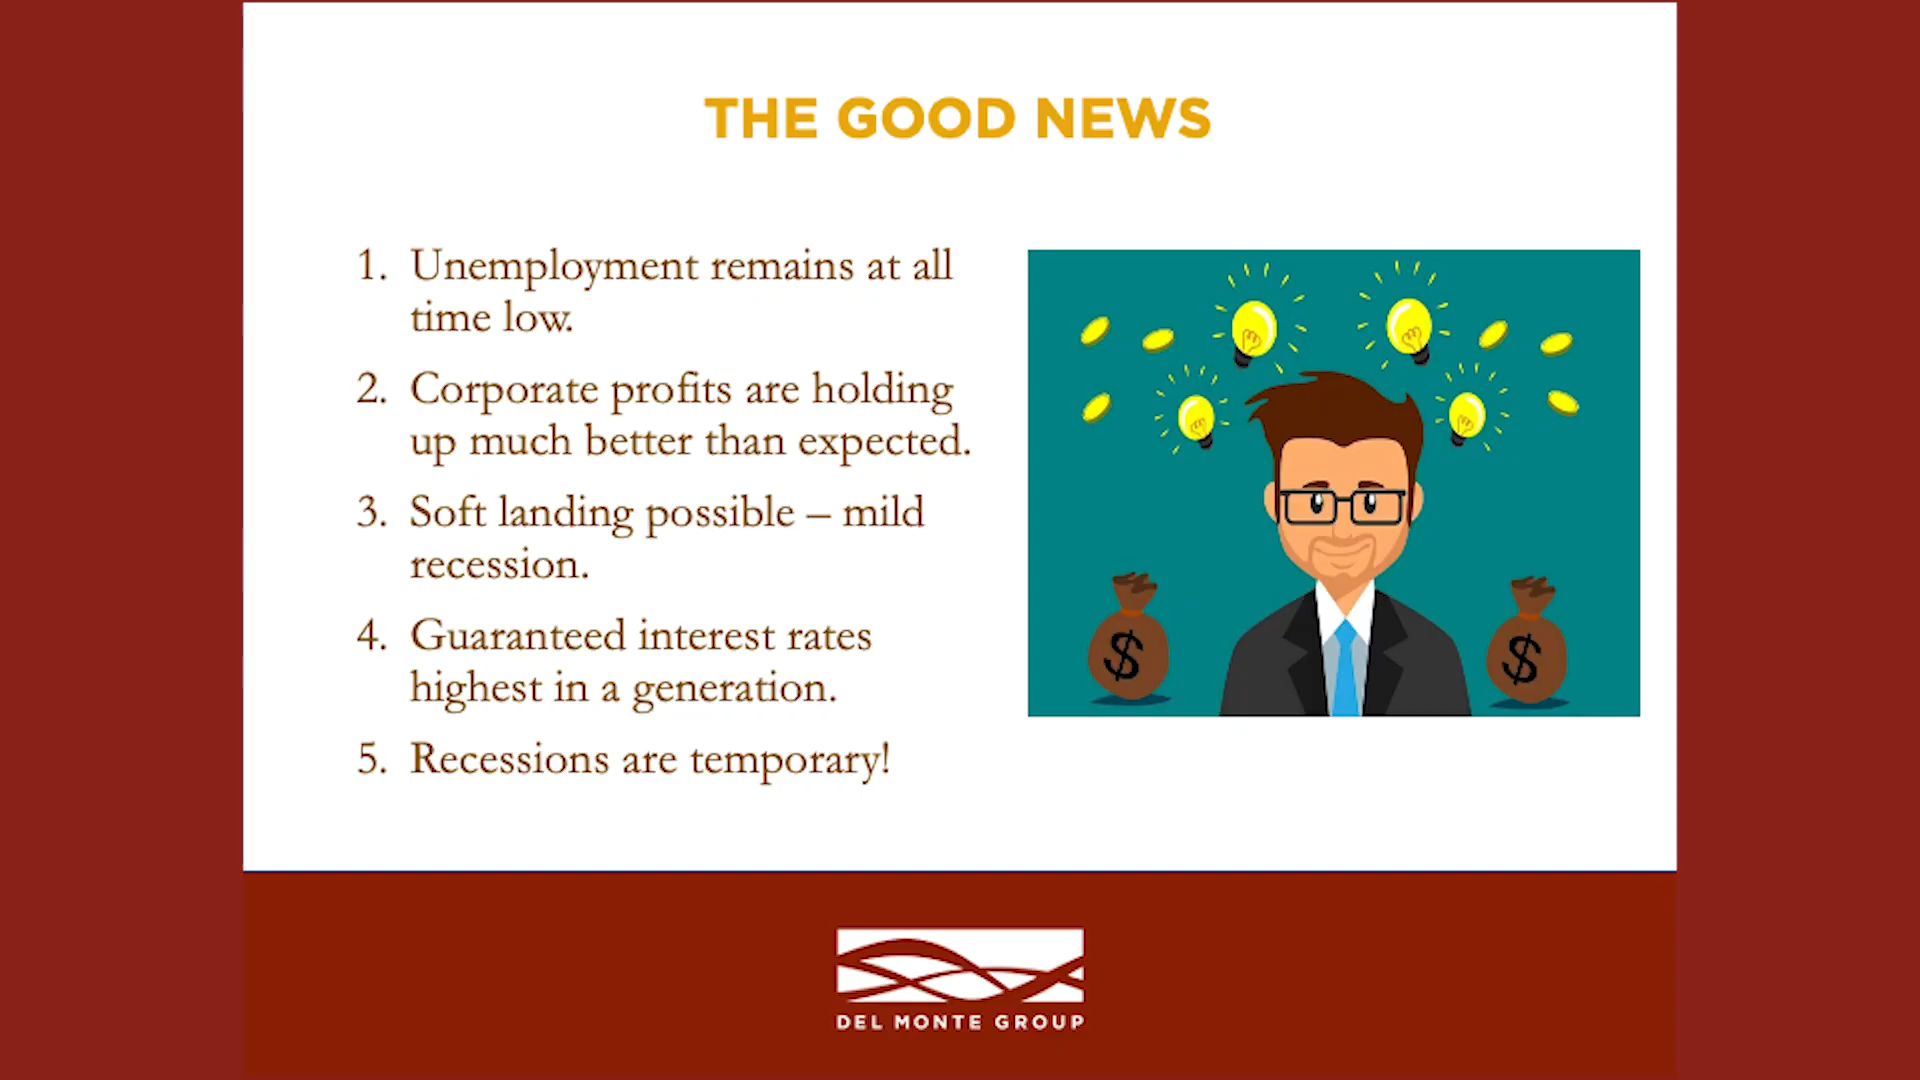 THE GOOD NEWS
1. Unemployment remains at all
time low.
2. Corporate profits are holding
up much better than expected.
3. Soft landing possible – mild
recession.
4. Guaranteed interest rates
highest in a generation.
5. Recessions are temporary!
$ $
DEL MONTE GROUP